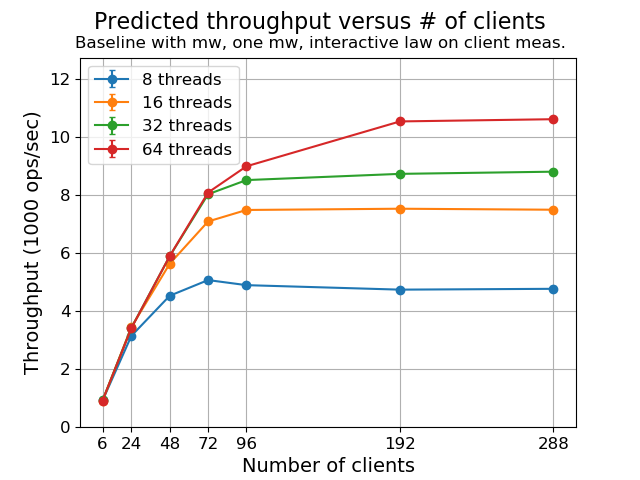 Predicted throughput versus # of clients
Baseline with mw, one mw, interactive law on client meas.
8 threads
16 threads
32 threads
64 threads
Throughput (1000 ops/sec)
12
10
8
6
4
2
0
6 24 48 72 96 192 288
Number of clients